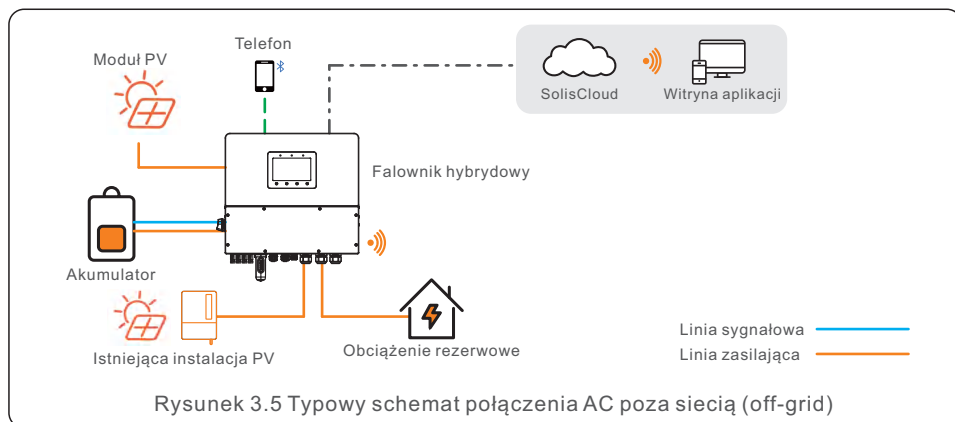 Telefon
Moduł PV
SolisCloud
Witryna aplikacji
Falownik hybrydowy
Akumulator
Istniejąca instalacja PV
Obciążenie rezerwowe
Linia sygnałowa
Linia zasilająca
Rysunek 3.5 Typowy schemat połączenia AC poza siecią (off-grid)